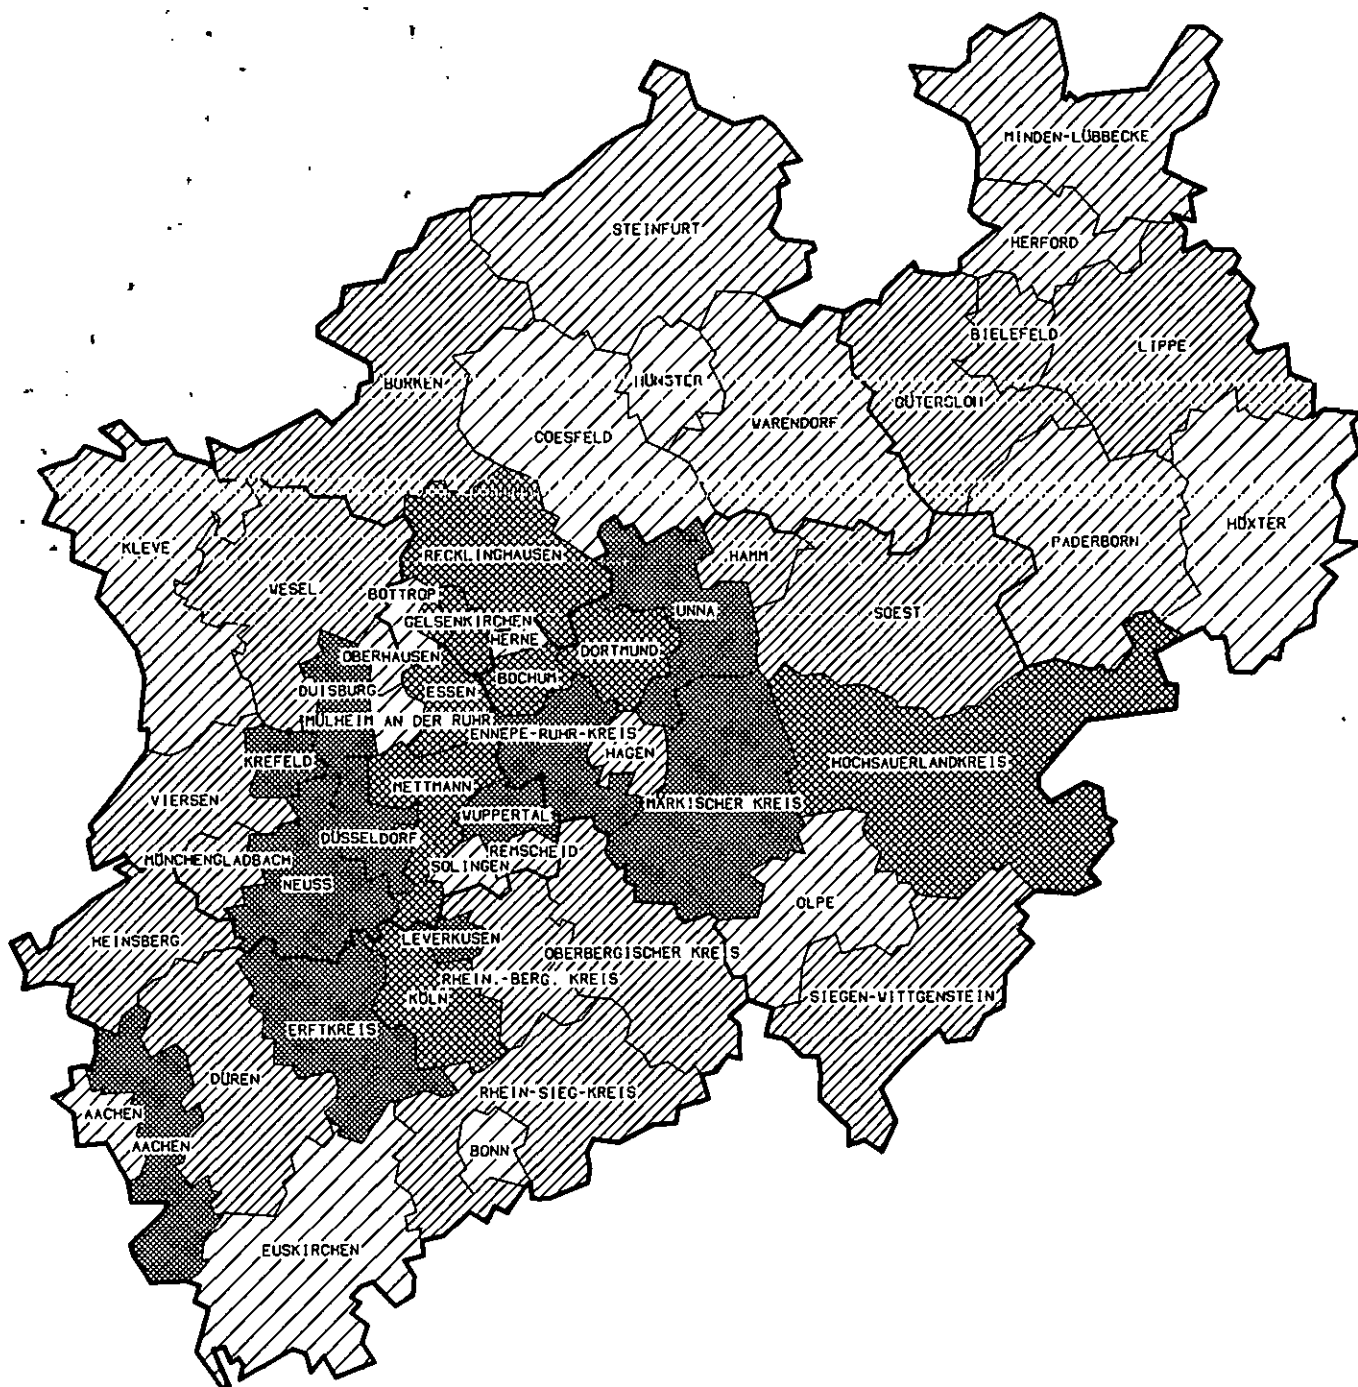 MINDEN-LÜBBECKE
STEINFURT
HERFORD
BIELEFELD
LIPPE
MÜNSTER
BORKEN
GÜTERSLOH
WARENDORF
COESFELD
HÖXTER
PADERBORN
KLEVE
RECKLINGHAUSEN
HAMM
WESEL
BOTTROP
UNNA
SOEST
GELSENKIRCHEN
HERNE
OBERHAUSEN
DORTMUND
BOCHUM
DUISBURG
ESSEN
MÜLHEIM AN DER RUHR
ENNEPE-RUHR-KREIS
HAGEN
KREFELD
HOCHSAUERLANDKREIS
METTMANN
VIERSEN
MÄRKISCHER KREIS
WUPPERTAL
DÜSSELDORF
REMSCHEID
MÜNCHENGLADBACH
SOLINGEN
NEUSS
OLPE
HEINSBERG
LEVERKUSEN
OBERBERGISCHER KREIS
RHEIN.-BERG. KREIS
KÖLN
SIEGEN-WITTGENSTEIN
ERFTKREIS
DÜREN
RHEIN-SIEG-KREIS
AACHEN
AACHEN
BONN
EUSKIRCHEN